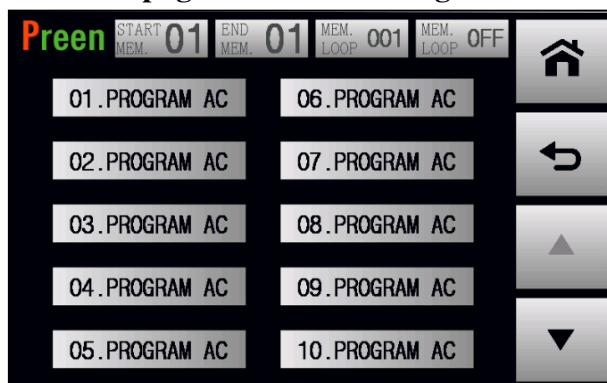 Preen
START
MEM.
01
END
MEM.
01
MEM.
LOOP
001
MEM.
LOOP
OFF
01.PROGRAM AC
02.PROGRAM AC
03.PROGRAM AC
04.PROGRAM AC
05.PROGRAM AC
06.PROGRAM AC
07.PROGRAM AC
08.PROGRAM AC
09.PROGRAM AC
10.PROGRAM AC